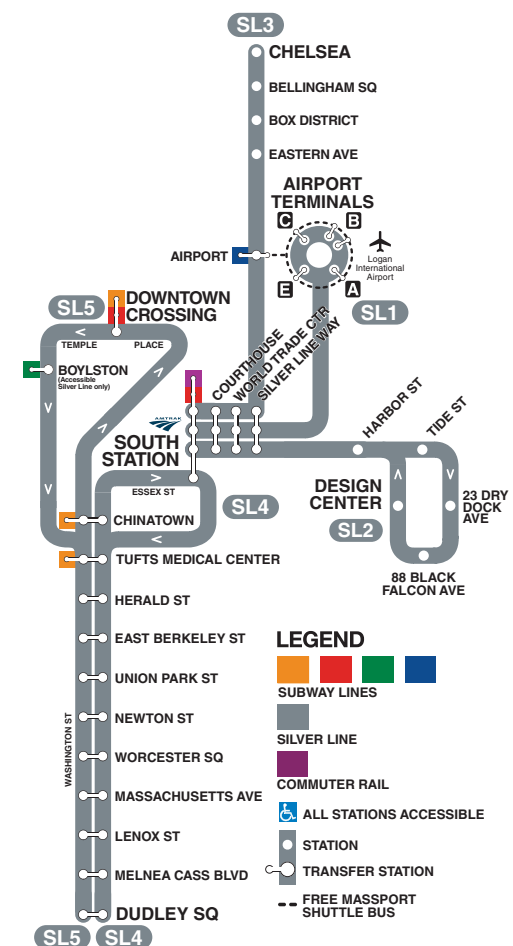 SL3
CHELSEA
BELLINGHAM SQ
BOX DISTRICT
EASTERN AVE
AIRPORT
TERMINALS
C
B
AIRPORT
Logan
International
Airport
E
A
SL1
SL5
DOWNTOWN
CROSSING
TEMPLE
PLACE
BOYLSTON
(Accessible
Silver Line only)
COURTHOUSE
WORLD TRADE CTR
SILVER LINE WAY
AMTRAK
SOUTH
STATION
HARBOR ST
TIDE ST
ESSEX ST
SL4
DESIGN
CENTER
SL2
23 DRY
DOCK
AVE
88 BLACK
FALCON AVE
CHINATOWN
TUFTS MEDICAL CENTER
HERALD ST
EAST BERKELEY ST
UNION PARK ST
NEWTON ST
WASHINGTON ST
WORCESTER SQ
MASSACHUSETTS AVE
LENOX ST
MELNEA CASS BLVD
DUDLEY SQ
SL5
SL4
LEGEND
SUBWAY LINES
SILVER LINE
COMMUTER RAIL
ALL STATIONS ACCESSIBLE
STATION
TRANSFER STATION
FREE MASSPORT
SHUTTLE BUS